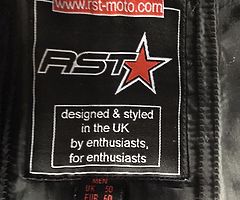 www.rst-moto.com
RST
designed & styled
in the UK
by enthusiasts,
for enthusiasts
MEN
UK 50
EUR 60